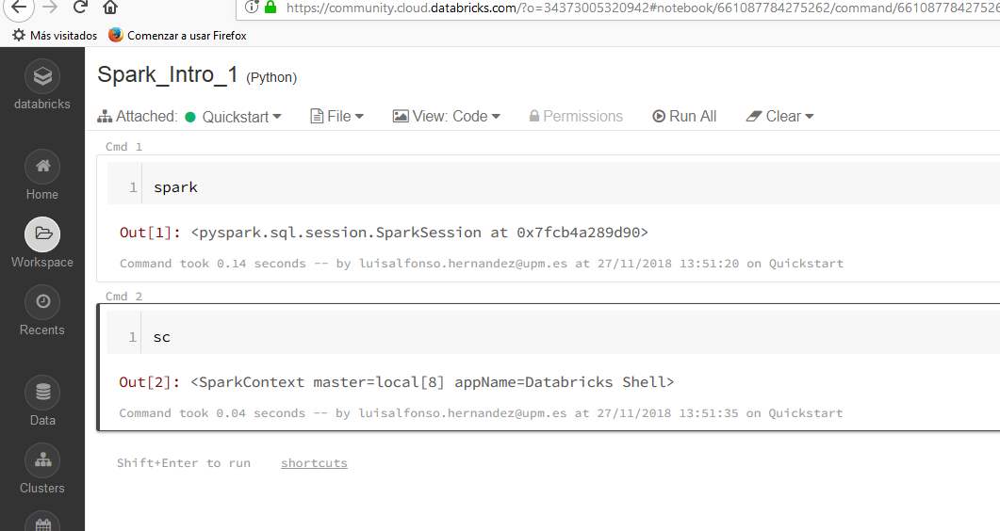 https://community.cloud.databricks.com/?o=34373005320942#notebook/661087784275262/command/66108778427526
Más visitados Comenzar a usar Firefox
databricks
Home
Workspace
Recents
Data
Clusters
Spark_Intro_1 (Python)
Attached: Quickstart File View: Code Permissions Run All Clear
Cmd 1
1 spark
Out[1]: <pyspark.sql.session.SparkSession at 0x7fcb4a289d90>
Command took 0.14 seconds -- by luisalfonso.hernandez@upm.es at 27/11/2018 13:51:20 on Quickstart
Cmd 2
1 sc
Out[2]: <SparkContext master=local[8] appName=Databricks Shell>
Command took 0.04 seconds -- by luisalfonso.hernandez@upm.es at 27/11/2018 13:51:35 on Quickstart
Shift+Enter to run shortcuts